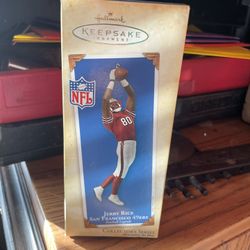 Hallmark
KEEPSAKE
ORNAMENT
NFL
80
JERRY RICE
SAN FRANCISCO 49ERS
COLLECTOR'S SERIES